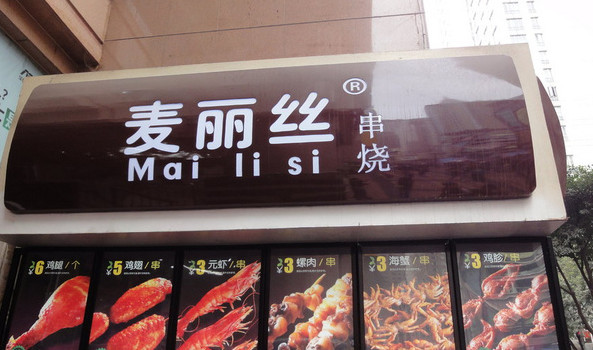 麦丽丝®
Mai li si
串烧
¥6鸡腿/个
¥5鸡翅/串
¥3元虾/串
¥3螺肉/串
¥3海蟹/串
¥3鸡胗/串